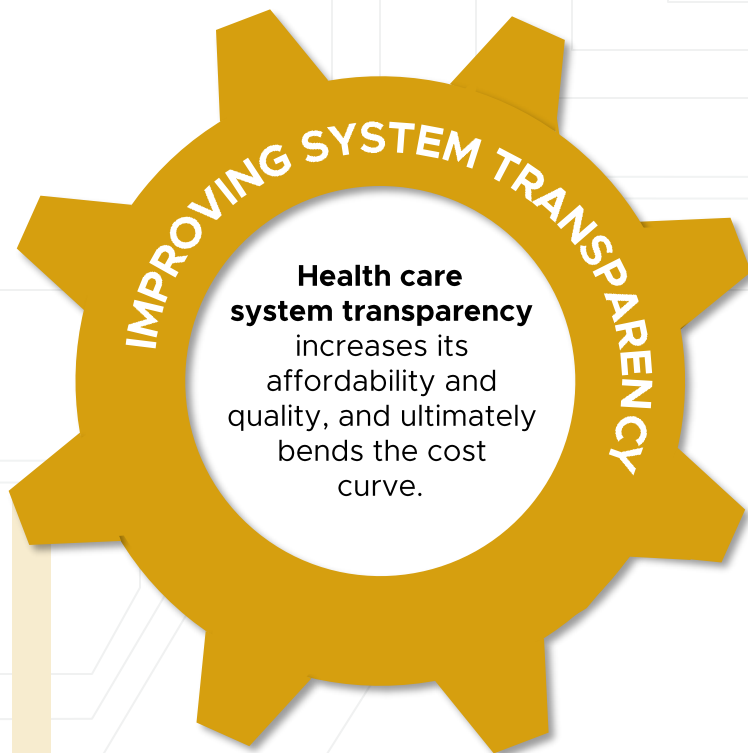 IMPROVING SYSTEM TRANSPARENCY
Health care
system transparency
increases its
affordability and
quality, and ultimately
bends the cost
curve.